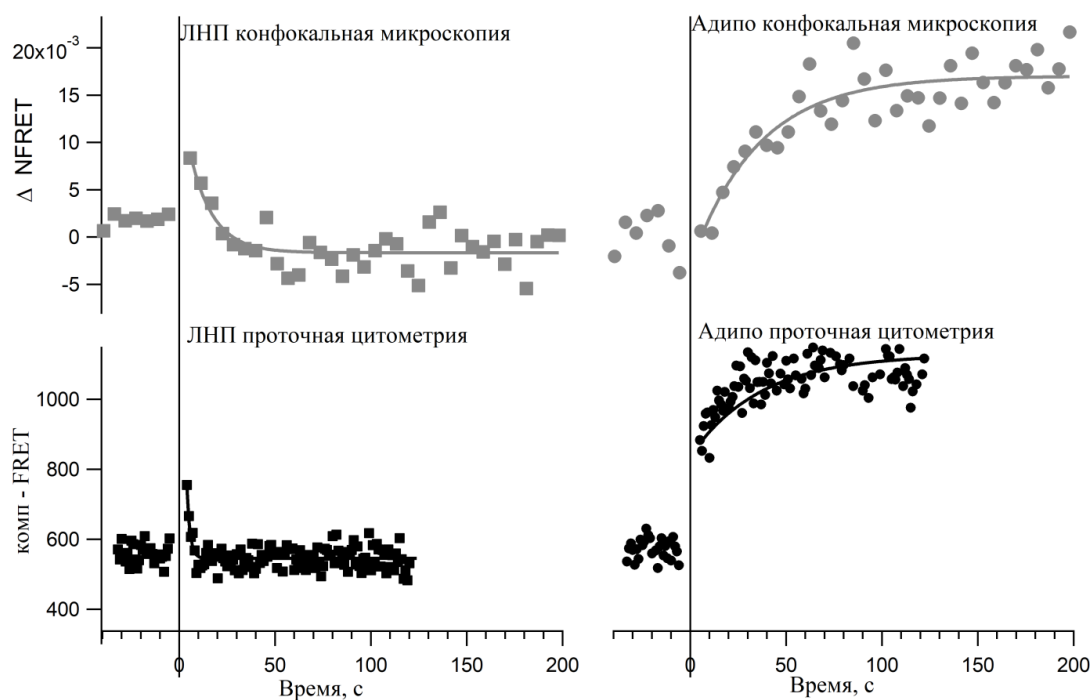 ЛНП конфокальная микроскопия
Адипо конфокальная микроскопия
20x10⁻³
15
10
5
0
-5
Δ NFRET
ЛНП проточная цитометрия
Адипо проточная цитометрия
1000
800
600
400
комп - FRET
0 50 100 150 200
0 50 100 150 200
Время, с
Время, с